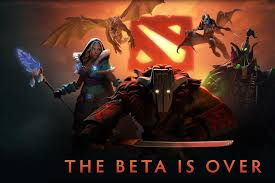 THE BETA IS OVER